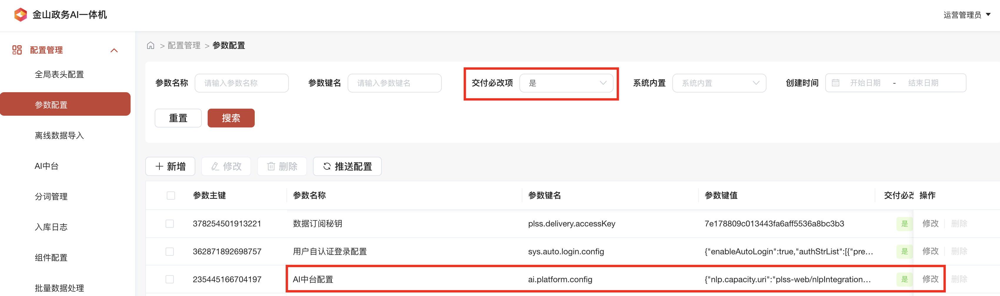 金山政务AI一体机
运营管理员
配置管理
全局表头配置
参数配置
离线数据导入
AI中台
分词管理
入库日志
组件配置
批量数据处理
> 配置管理 > 参数配置
参数名称 请输入参数名称 参数键名 请输入参数键名 交付必改项 是 系统内置 系统内置 创建时间 开始日期 - 结束日期
重置 搜索
新增 修改 删除 推送配置
参数主键 参数名称 参数键名 参数键值 交付必改 操作
378254501913221 数据订阅秘钥 plss.delivery.accessKey 7e178809c013443fa6aff5536a8bc3b3 是 修改 删除
362871892698757 用户自认证登录配置 sys.auto.login.config {"enableAutoLogin":true,"authStrList":[{"pre... 是 修改 删除
235445166704197 AI中台配置 ai.platform.config {"nlp.capacity.uri":"plss-web/nlpIntegration... 是 修改 删除